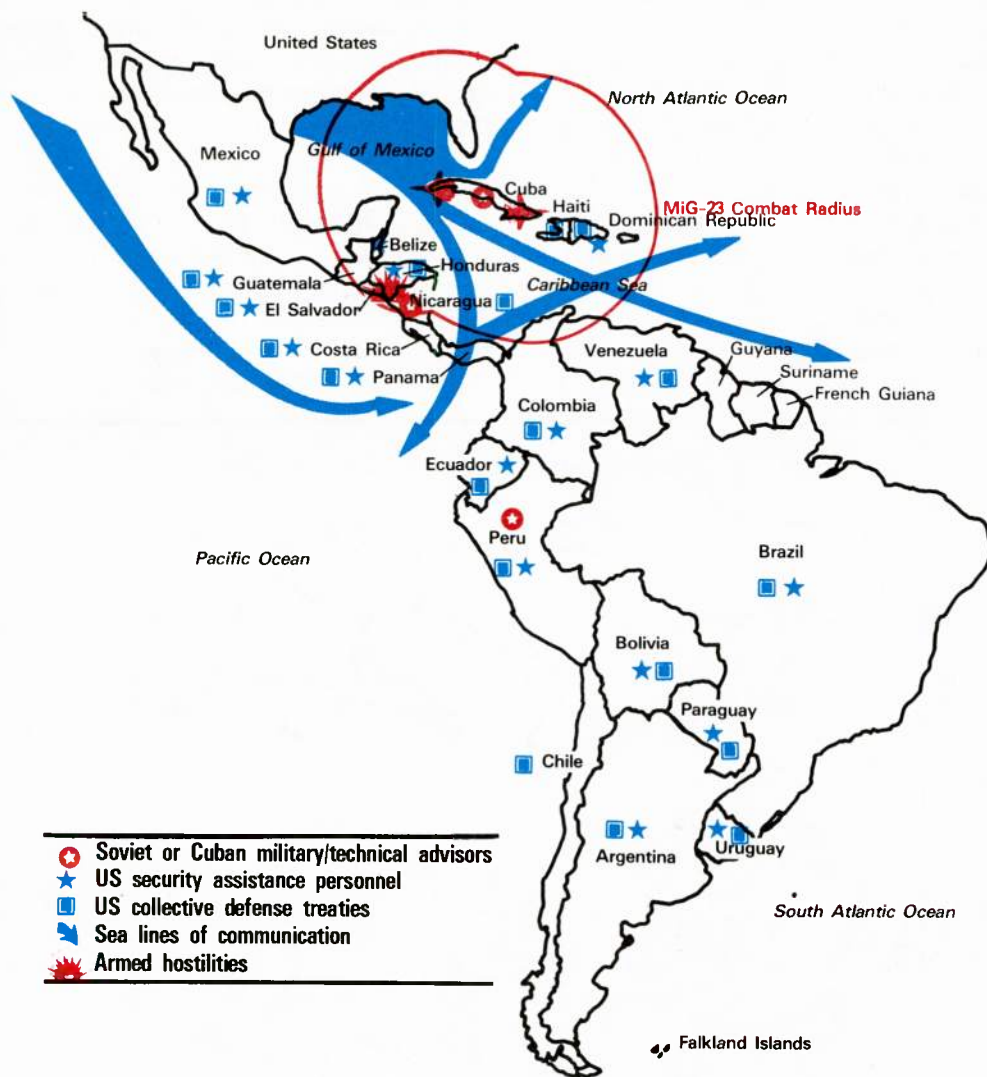 United States
North Atlantic Ocean
Gulf of Mexico
Mexico
Cuba
Haiti
MiG-23 Combat Radius
Dominican Republic
Belize
Honduras
Guatemala
Caribbean Sea
El Salvador
Nicaragua
Costa Rica
Venezuela
Guyana
Panama
Suriname
French Guiana
Colombia
Ecuador
Peru
Pacific Ocean
Brazil
Bolivia
Paraguay
Chile
Argentina
Uruguay
Soviet or Cuban military/technical advisors
US security assistance personnel
US collective defense treaties
Sea lines of communication
Armed hostilities
South Atlantic Ocean
Falkland Islands